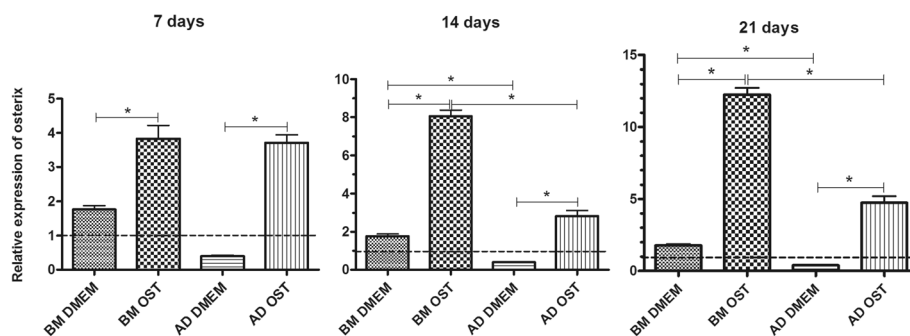 7 days
14 days
21 days
Relative expression of osterix
5
4
3
2
1
0
*
*
BM DMEM
BM OST
AD DMEM
AD OST
10
8
6
4
2
0
*
*
*
*
BM DMEM
BM OST
AD DMEM
AD OST
15
10
5
0
*
*
*
*
BM DMEM
BM OST
AD DMEM
AD OST